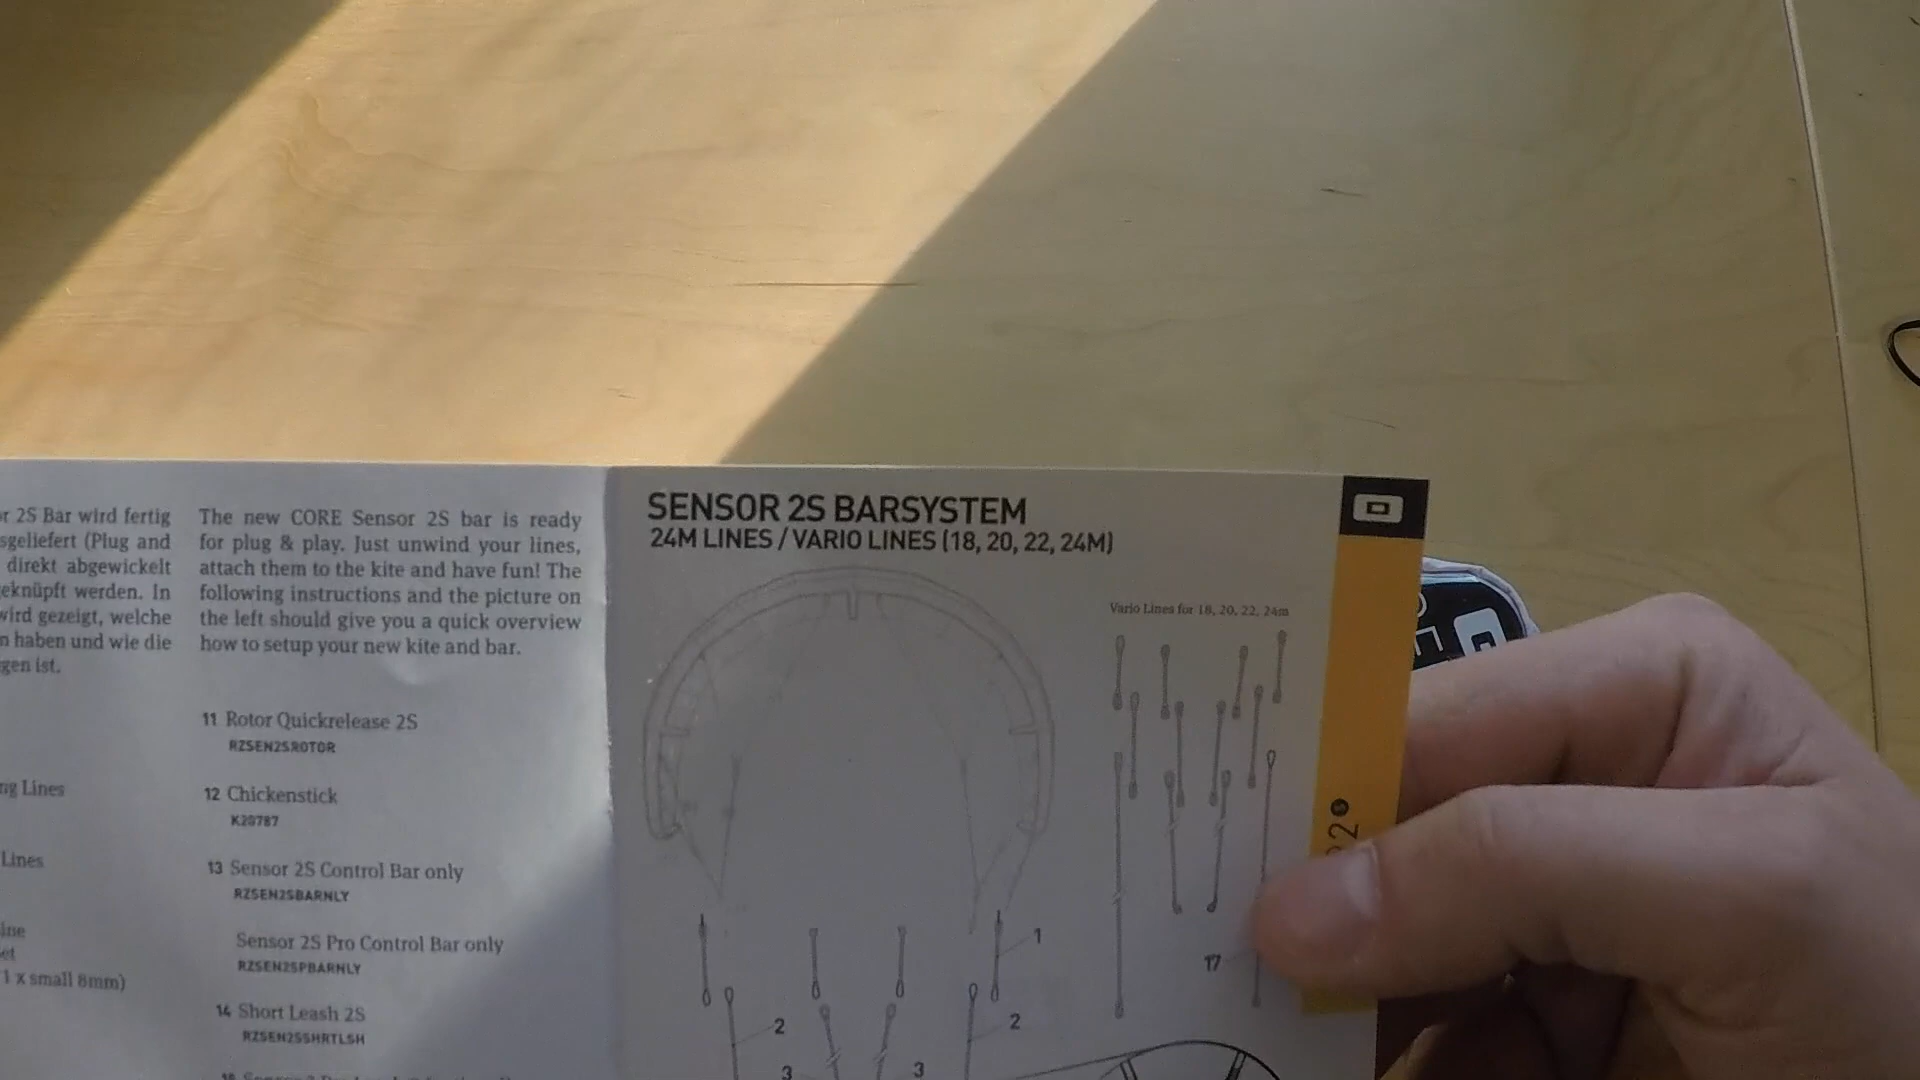 r 2S Bar wird fertig
sgeliefert (Plug and
direkt abgewickelt
eknüpft werden. In
wird gezeigt, welche
n haben und wie die
gen ist.
ng Lines
Lines
ine
et
1 x small 8mm)
The new CORE Sensor 2S bar is ready
for plug & play. Just unwind your lines,
attach them to the kite and have fun! The
following instructions and the picture on
the left should give you a quick overview
how to setup your new kite and bar.
11 Rotor Quickrelease 2S
RZSEN2SROTOR
12 Chickenstick
K20787
13 Sensor 2S Control Bar only
RZSEN2SBARNLY
Sensor 2S Pro Control Bar only
RZSEN2SPBARNLY
14 Short Leash 2S
RZSEN2SSHRTLSH
SENSOR 2S BARSYSTEM
24M LINES / VARIO LINES (18, 20, 22, 24M)
Vario Lines for 18, 20, 22, 24m
1
17
2
2
3
3
2S